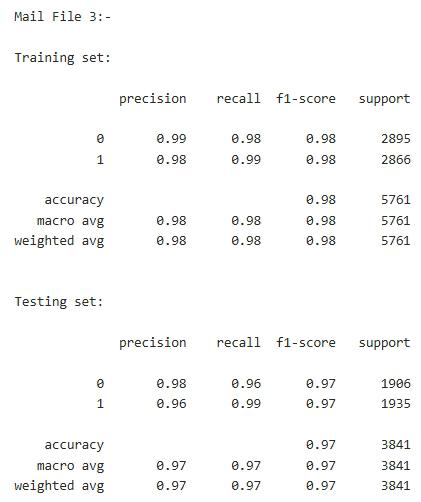 Mail File 3:-
Training set:
precision recall f1-score support
0 0.99 0.98 0.98 2895
1 0.98 0.99 0.98 2866
accuracy 0.98 5761
macro avg 0.98 0.98 0.98 5761
weighted avg 0.98 0.98 0.98 5761
Testing set:
precision recall f1-score support
0 0.98 0.96 0.97 1906
1 0.96 0.99 0.97 1935
accuracy 0.97 3841
macro avg 0.97 0.97 0.97 3841
weighted avg 0.97 0.97 0.97 3841